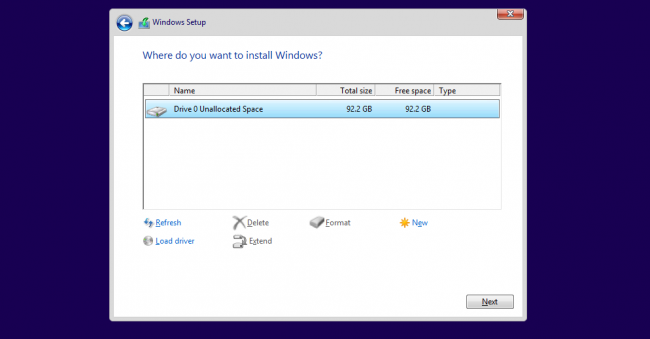 Windows Setup
Where do you want to install Windows?
Name Total size Free space Type
Drive 0 Unallocated Space 92.2 GB 92.2 GB
Refresh Delete Format New
Load driver Extend
Next